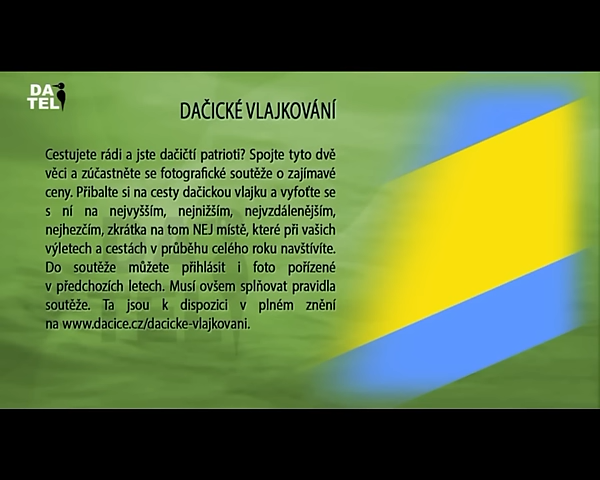 DA
TEL
DAČICKÉ VLAJKOVÁNÍ
Cestujete rádi a jste dačičtí patrioti? Spojte tyto dvě
věci a zúčastněte se fotografické soutěže o zajímavé
ceny. Přibalte si na cesty dačickou vlajku a vyfoťte se
s ní na nejvyšším, nejnižším, nejvzdálenějším,
nejhezčím, zkrátka na tom NEJ místě, které při vašich
výletech a cestách v průběhu celého roku navštívíte.
Do soutěže můžete přihlásit i foto pořízené
v předchozích letech. Musí ovšem splňovat pravidla
soutěže. Ta jsou k dispozici v plném znění
na www.dacice.cz/dacicke-vlajkovani.